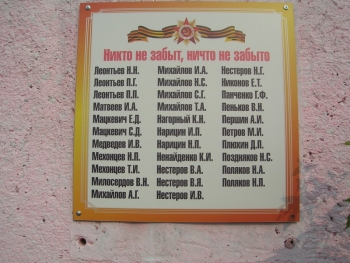 Никто не забыт, ничто не забыто
Леонтьев Н.Н.
Леонтьев П.Г.
Леонтьев П.П.
Матвеев И.А.
Мацкевич Е.Д.
Мацкевич С.Д.
Медведев И.В.
Мехонцев Н.П.
Мехонцев Т.И.
Милосердов В.Н.
Михайлов А.Г.
Михайлов И.А.
Михайлов Н.С.
Михайлов С.Г.
Михайлов Т.А.
Нагорный К.Н.
Нарицин И.П.
Нарицин Н.П.
Ненайденко К.И.
Нестеров В.А.
Нестеров В.Я.
Нестеров И.В.
Нестеров Н.Г.
Никонов Е.Т.
Панченко Г.Ф.
Пеньков В.Н.
Першин А.И.
Петров М.И.
Плюхин Д.П.
Поздняков Н.С.
Поляков Н.А.
Поляков Н.П.